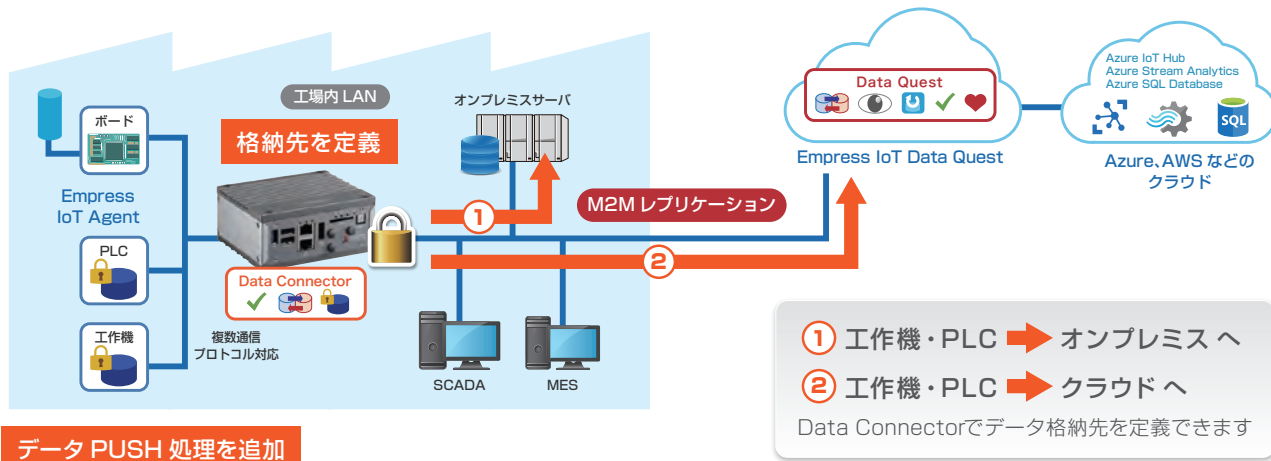 工場内 LAN
オンプレミスサーバ
ボード
格納先を定義
Empress
IoT Agent
PLC
工作機
Data Connector
複数通信
プロトコル対応
1
M2M レプリケーション
2
SCADA
MES
Data Quest
Empress IoT Data Quest
Azure IoT Hub
Azure Stream Analytics
Azure SQL Database
SQL
Azure、AWS などの
クラウド
1 工作機・PLC オンプレミス へ
2 工作機・PLC クラウド へ
Data Connectorでデータ格納先を定義できます
データ PUSH 処理を追加